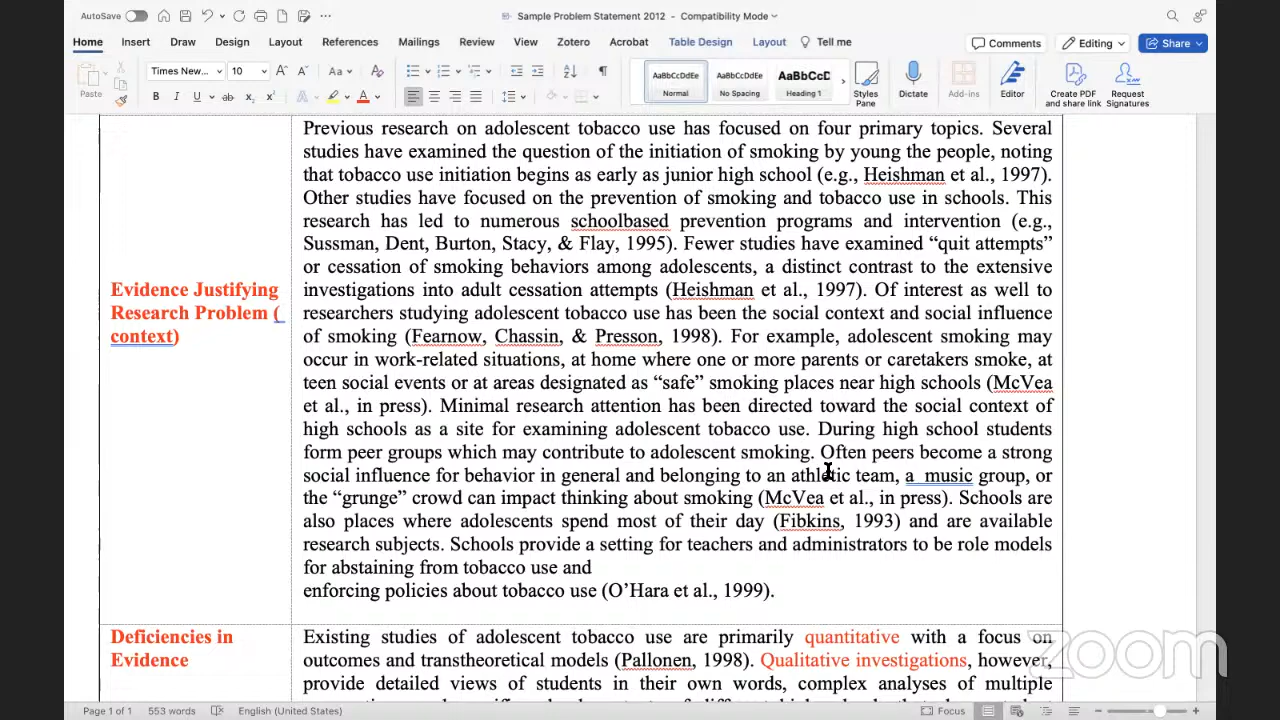 AutoSave
Sample Problem Statement 2012 - Compatibility Mode
Home Insert Draw Design Layout References Mailings Review View Zotero Acrobat Table Design Layout Tell me Comments Editing Share
Paste Times New... 10 Aa AaBbCcDdEe Normal AaBbCcDdEe No Spacing AaBbCcD Heading 1 Styles Pane Dictate Add-ins Editor Create PDF and share link Request Signatures
Evidence Justifying
Research Problem (
context)
Previous research on adolescent tobacco use has focused on four primary topics. Several
studies have examined the question of the initiation of smoking by young the people, noting
that tobacco use initiation begins as early as junior high school (e.g., Heishman et al., 1997).
Other studies have focused on the prevention of smoking and tobacco use in schools. This
research has led to numerous schoolbased prevention programs and intervention (e.g.,
Sussman, Dent, Burton, Stacy, & Flay, 1995). Fewer studies have examined “quit attempts”
or cessation of smoking behaviors among adolescents, a distinct contrast to the extensive
investigations into adult cessation attempts (Heishman et al., 1997). Of interest as well to
researchers studying adolescent tobacco use has been the social context and social influence
of smoking (Fearnow, Chassin, & Presson, 1998). For example, adolescent smoking may
occur in work-related situations, at home where one or more parents or caretakers smoke, at
teen social events or at areas designated as “safe” smoking places near high schools (McVea
et al., in press). Minimal research attention has been directed toward the social context of
high schools as a site for examining adolescent tobacco use. During high school students
form peer groups which may contribute to adolescent smoking. Often peers become a strong
social influence for behavior in general and belonging to an athletic team, a music group, or
the “grunge” crowd can impact thinking about smoking (McVea et al., in press). Schools are
also places where adolescents spend most of their day (Fibkins, 1993) and are available
research subjects. Schools provide a setting for teachers and administrators to be role models
for abstaining from tobacco use and
enforcing policies about tobacco use (O’Hara et al., 1999).
Deficiencies in
Evidence
Existing studies of adolescent tobacco use are primarily quantitative with a focus on
outcomes and transtheoretical models (Pallonen, 1998). Qualitative investigations, however,
provide detailed views of students in their own words, complex analyses of multiple
zoom
Page 1 of 1 553 words English (United States) Focus